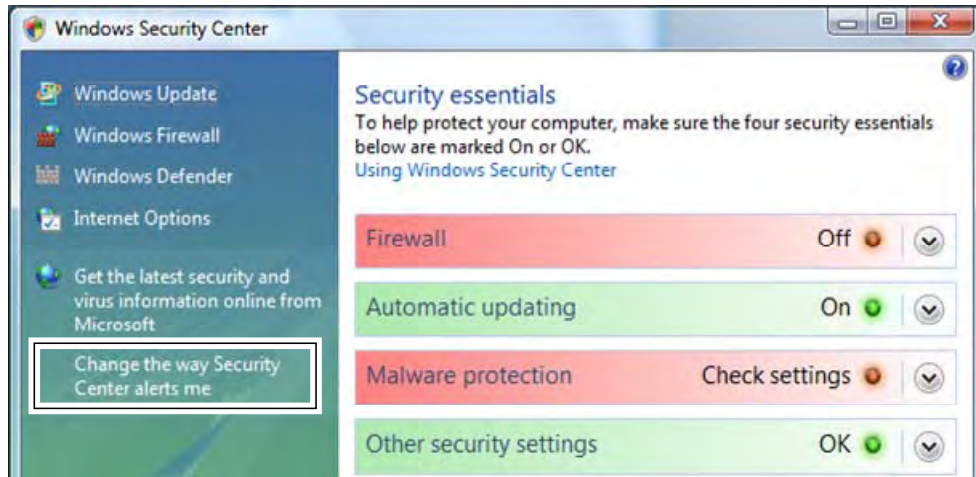 Windows Security Center
Windows Update
Windows Firewall
Windows Defender
Internet Options
Get the latest security and
virus information online from
Microsoft
Change the way Security
Center alerts me
Security essentials
To help protect your computer, make sure the four security essentials
below are marked On or OK.
Using Windows Security Center
Firewall Off
Automatic updating On
Malware protection Check settings
Other security settings OK